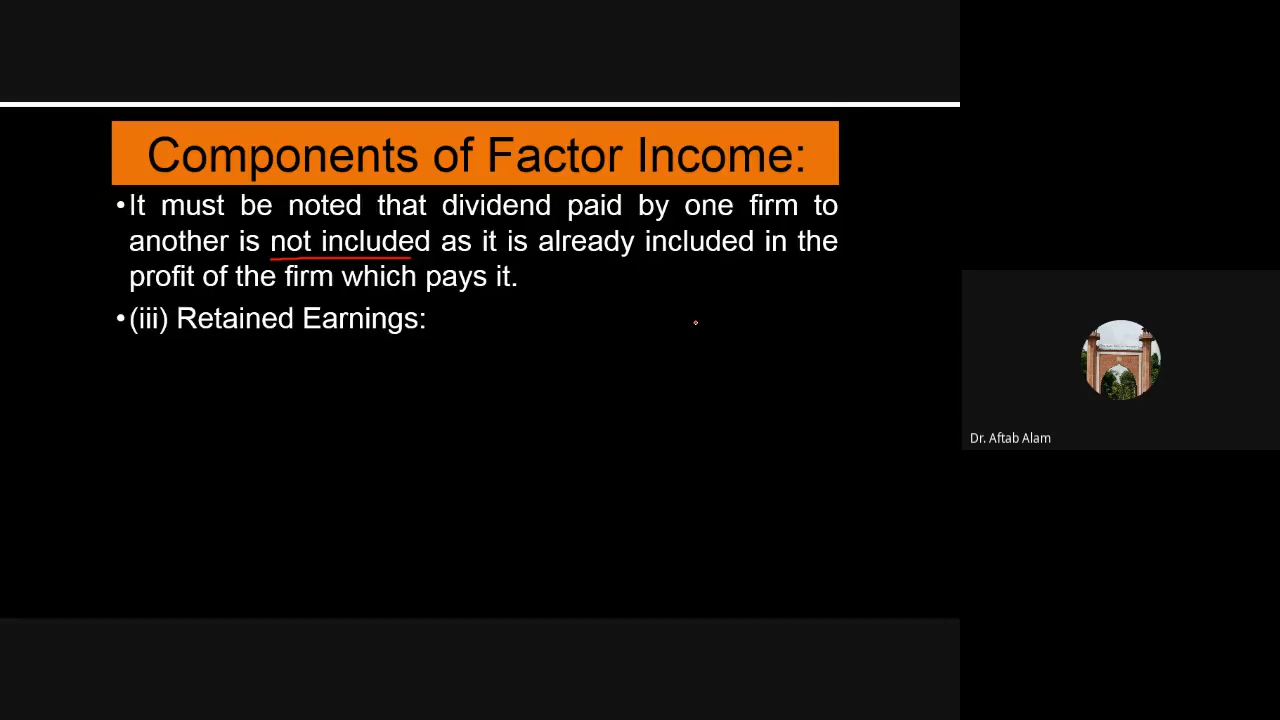 Components of Factor Income:
•It must be noted that dividend paid by one firm to
another is not included as it is already included in the
profit of the firm which pays it.
•(iii) Retained Earnings:
Dr. Aftab Alam